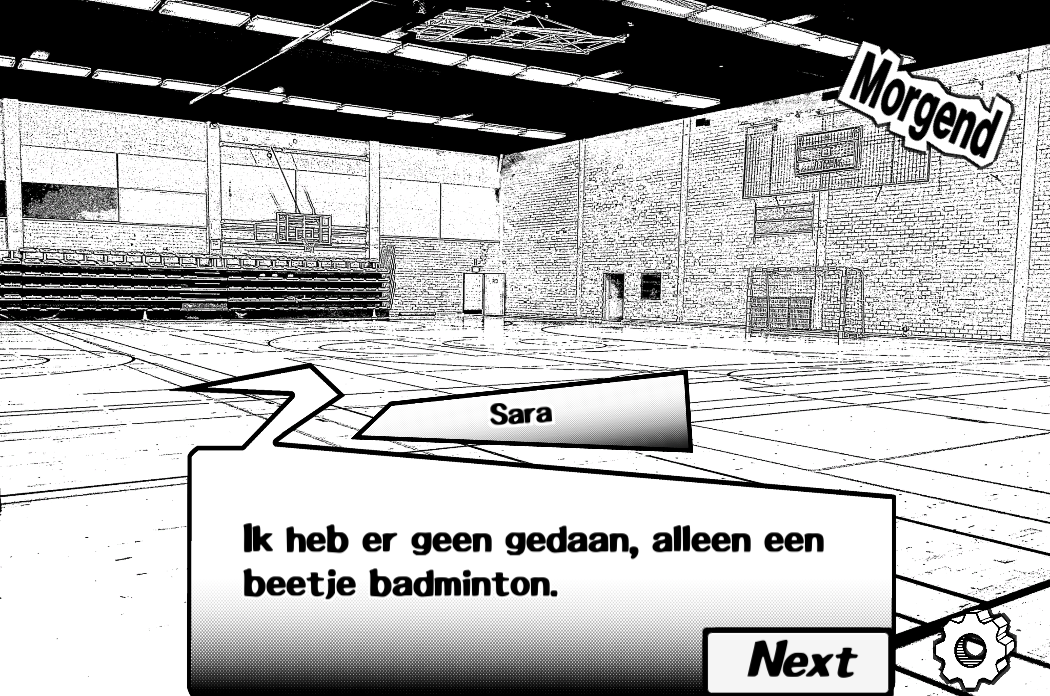 Morgend
Sara
Ik heb er geen gedaan, alleen een
beetje badminton.
Next